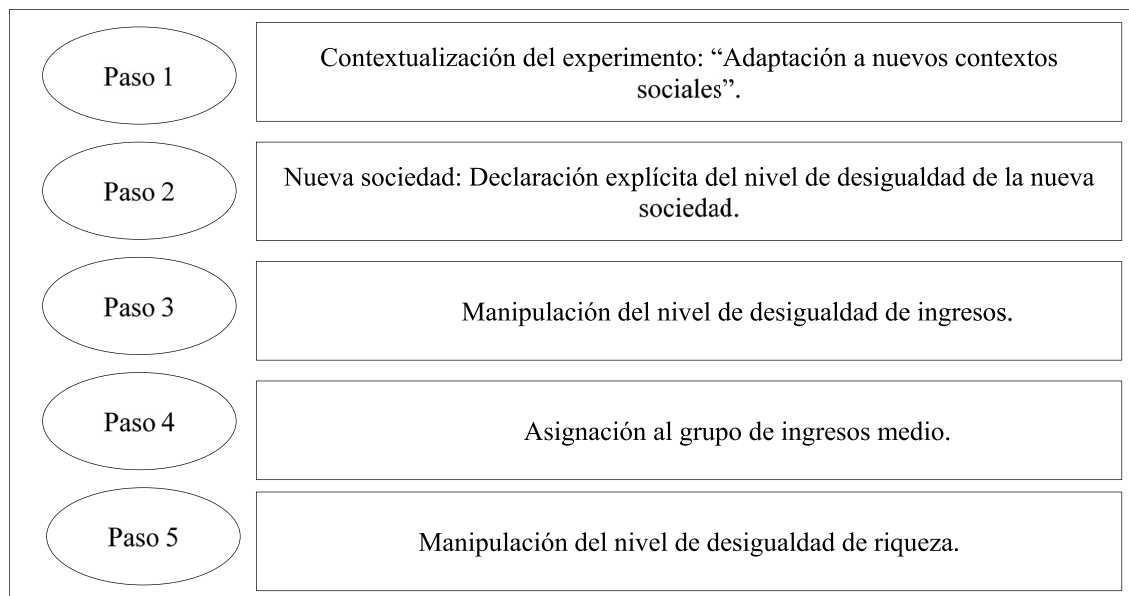 Paso 1
Contextualización del experimento: “Adaptación a nuevos contextos
sociales”.
Paso 2
Nueva sociedad: Declaración explícita del nivel de desigualdad de la nueva
sociedad.
Paso 3
Manipulación del nivel de desigualdad de ingresos.
Paso 4
Asignación al grupo de ingresos medio.
Paso 5
Manipulación del nivel de desigualdad de riqueza.